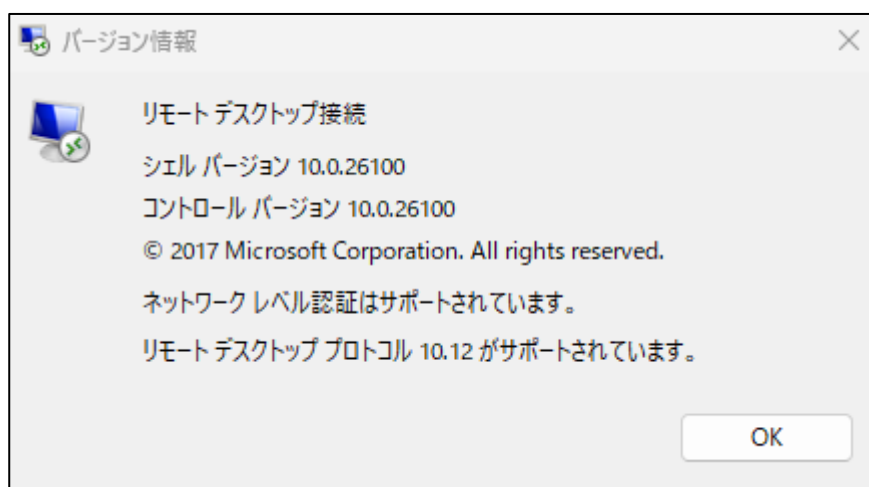 バージョン情報
リモート デスクトップ接続
シェル バージョン 10.0.26100
コントロール バージョン 10.0.26100
© 2017 Microsoft Corporation. All rights reserved.
ネットワーク レベル認証はサポートされています。
リモート デスクトップ プロトコル 10.12 がサポートされています。
OK